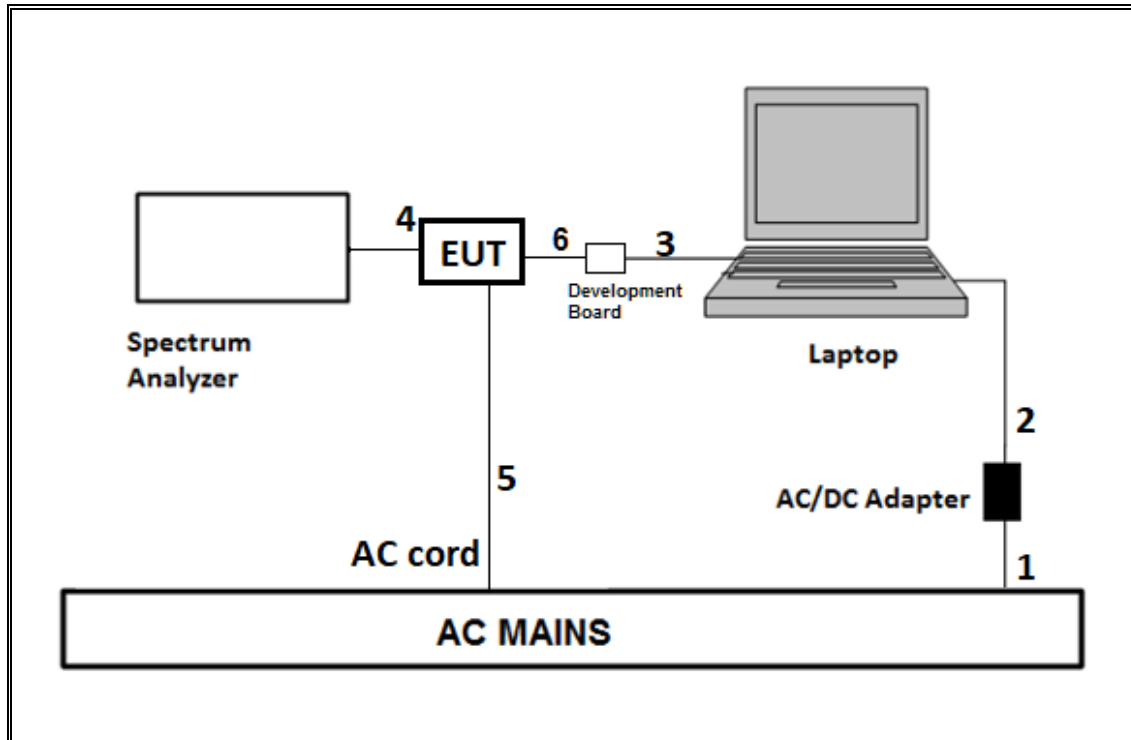 4
EUT
6
3
Development
Board
Spectrum
Analyzer
Laptop
2
5
AC/DC Adapter
AC cord
1
AC MAINS